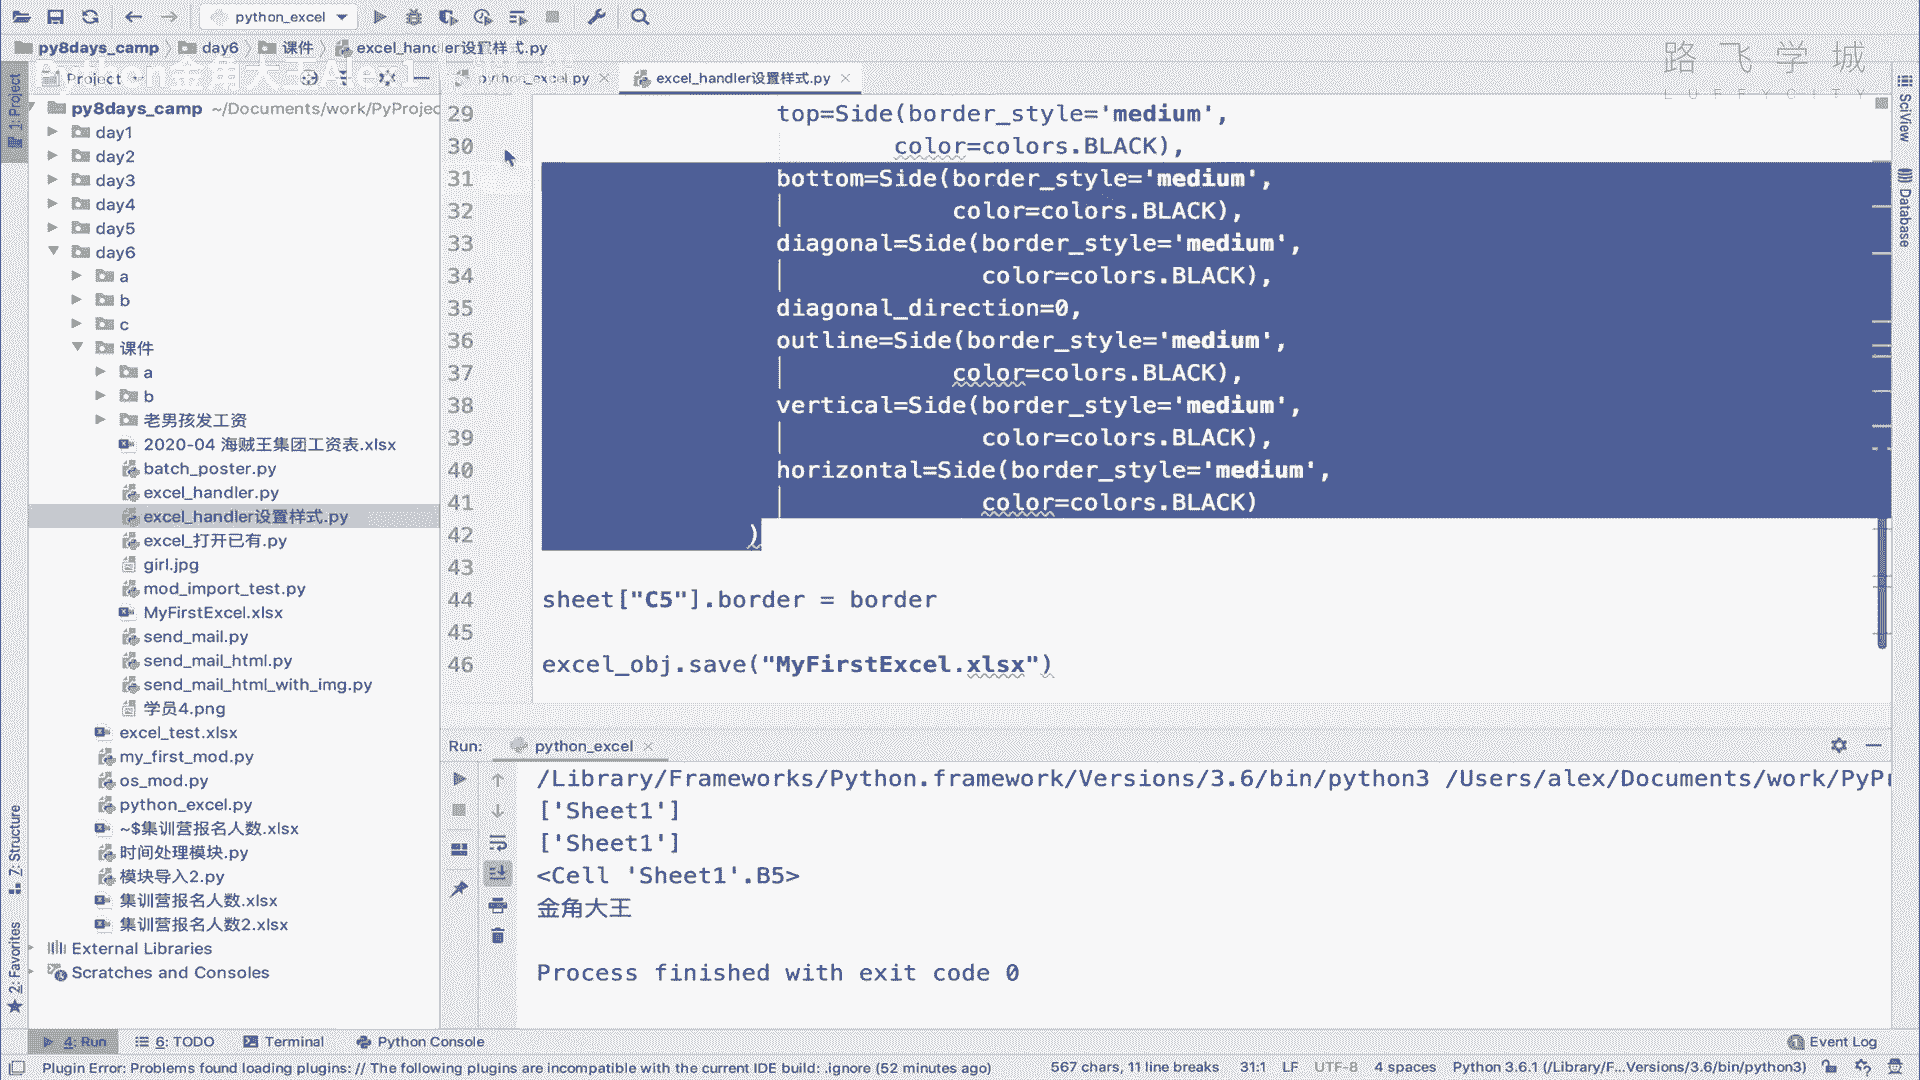 python_excel
py8days_camp
day6
课件
excel_handler设置样式.py
路飞学城
LUFFYCITY
Python金角大王Alex1
Project
python_excel.py
excel_handler设置样式.py
1: Project
py8days_camp ~/Documents/work/PyProjec
day1
day2
day3
day4
day5
day6
a
b
c
课件
a
b
老男孩发工资
2020-04 海贼王集团工资表.xlsx
batch_poster.py
excel_handler.py
excel_handler设置样式.py
excel_打开已有.py
girl.jpg
mod_import_test.py
MyFirstExcel.xlsx
send_mail.py
send_mail_html.py
send_mail_html_with_img.py
学员4.png
excel_test.xlsx
my_first_mod.py
os_mod.py
python_excel.py
~$集训营报名人数.xlsx
时间处理模块.py
模块导入2.py
集训营报名人数.xlsx
集训营报名人数2.xlsx
External Libraries
Scratches and Consoles
7: Structure
2: Favorites
29 top=Side(border_style='medium',
30 color=colors.BLACK),
31 bottom=Side(border_style='medium',
32 color=colors.BLACK),
33 diagonal=Side(border_style='medium',
34 color=colors.BLACK),
35 diagonal_direction=0,
36 outline=Side(border_style='medium',
37 color=colors.BLACK),
38 vertical=Side(border_style='medium',
39 color=colors.BLACK),
40 horizontal=Side(border_style='medium',
41 color=colors.BLACK)
42 )
43
44 sheet["C5"].border = border
45
46 excel_obj.save("MyFirstExcel.xlsx")
SciView
Database
Run: python_excel
/Library/Frameworks/Python.framework/Versions/3.6/bin/python3 /Users/alex/Documents/work/PyPr
['Sheet1']
['Sheet1']
<Cell 'Sheet1'.B5>
金角大王
Process finished with exit code 0
4: Run
6: TODO
Terminal
Python Console
Event Log
Plugin Error: Problems found loading plugins: // The following plugins are incompatible with the current IDE build: .ignore (52 minutes ago)
567 chars, 11 line breaks
31:1
LF
UTF-8
4 spaces
Python 3.6.1 (/Library/F...Versions/3.6/bin/python3)